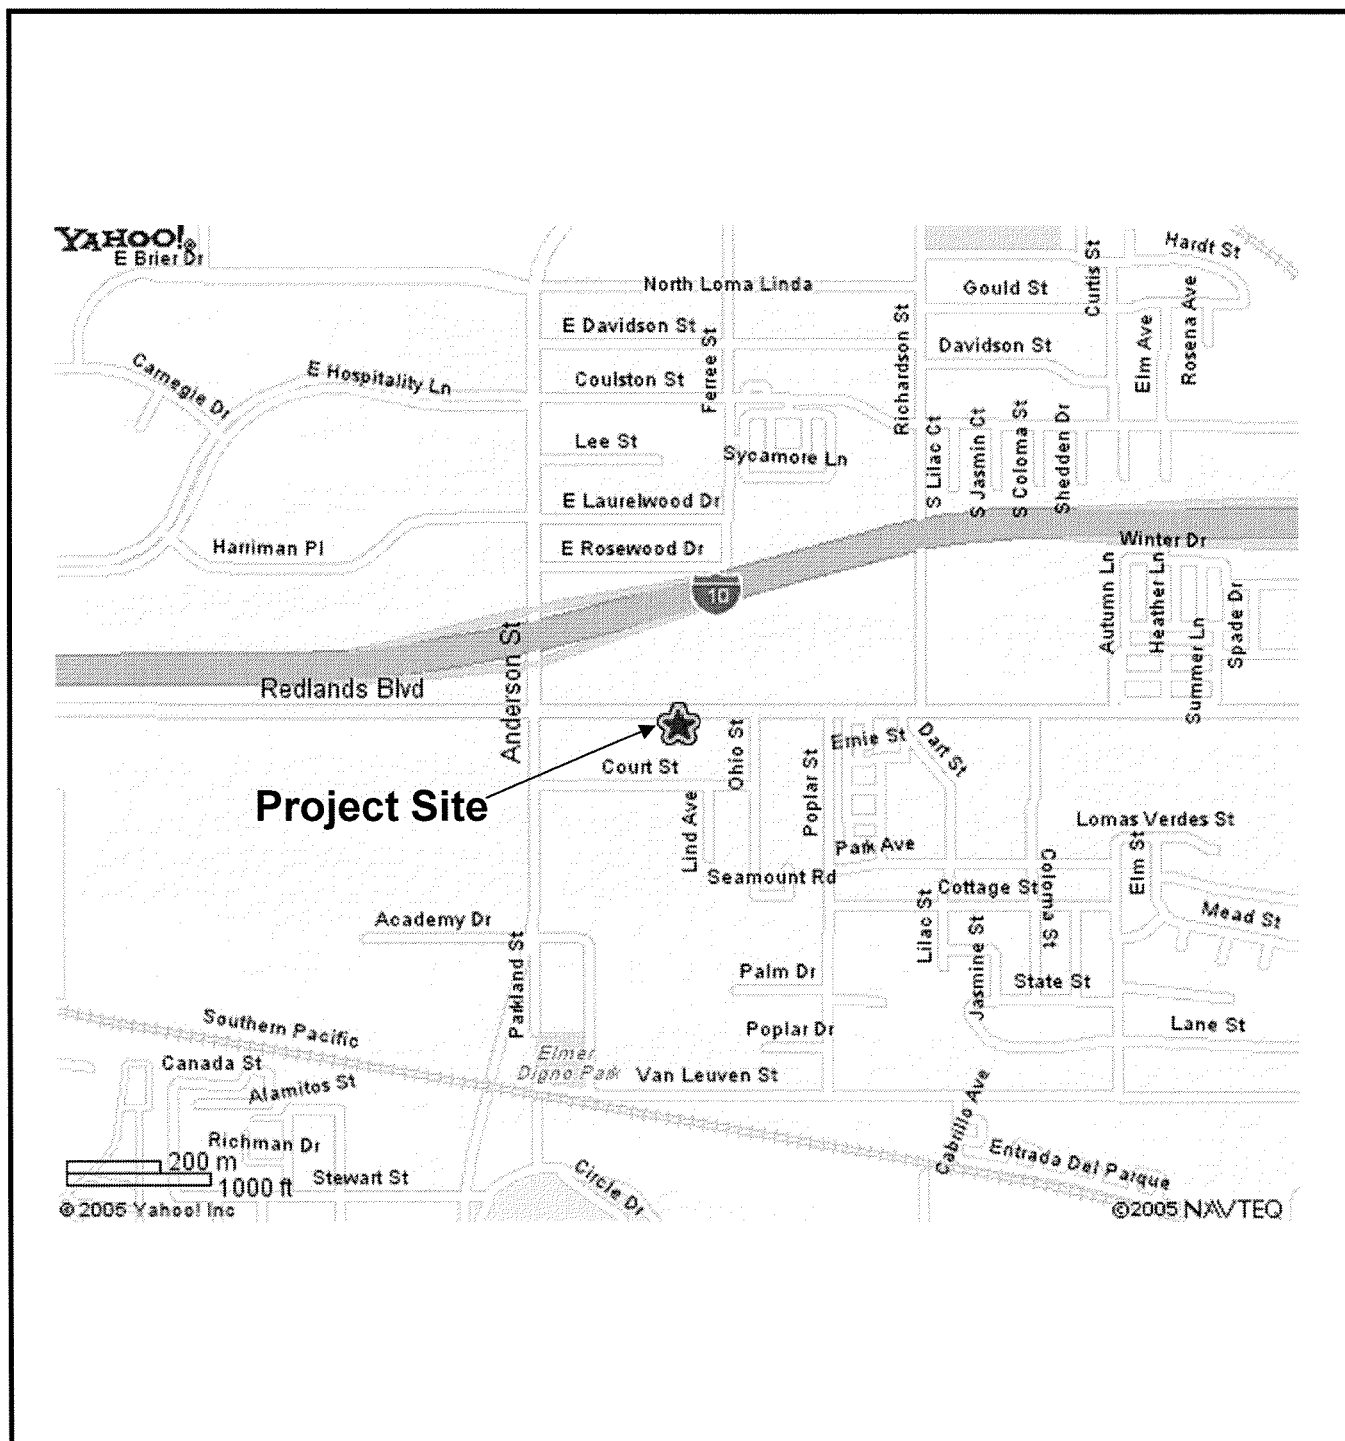 YAHOO!®
E Brier Dr
Hardt St
Curtis St
North Loma Linda
Gould St
Rosena Ave
E Davidson St
Ferree St
Richardson St
Davidson St
Elm Ave
Carnegie Dr
E Hospitality Ln
Coulston St
Lee St
Sycamore Ln
S Lilac Ct
S Jasmin Ct
S Coloma St
Shedden Dr
E Laurelwood Dr
Harriman Pl
E Rosewood Dr
Winter Dr
10
Autumn Ln
Heather Ln
Summer Ln
Spade Dr
Anderson St
Redlands Blvd
Ohio St
Poplar St
Ernie St
Dart St
Court St
Project Site
Lind Ave
Lomas Verdes St
Park Ave
Seamount Rd
Cottage St
Coloma St
Elm St
Academy Dr
Mead St
Parkland St
Lilac St
Jasmine St
Palm Dr
State St
Southern Pacific
Poplar Dr
Lane St
Canada St
Elmer
Digno Park
Van Leuven St
Alamitos St
Cabrillo Ave
Richman Dr
Entrada Del Parque
200 m
Stewart St
Circle Dr
1000 ft
© 2005 Yahoo! Inc
©2005 NAVTEQ